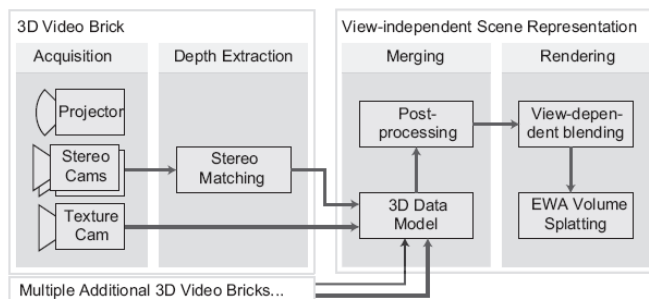 3D Video Brick
Acquisition
Depth Extraction
Projector
Stereo
Cams
Stereo
Matching
Texture
Cam
View-independent Scene Representation
Merging
Rendering
Post-
processing
View-depen-
dent blending
3D Data
Model
EWA Volume
Splatting
Multiple Additional 3D Video Bricks...